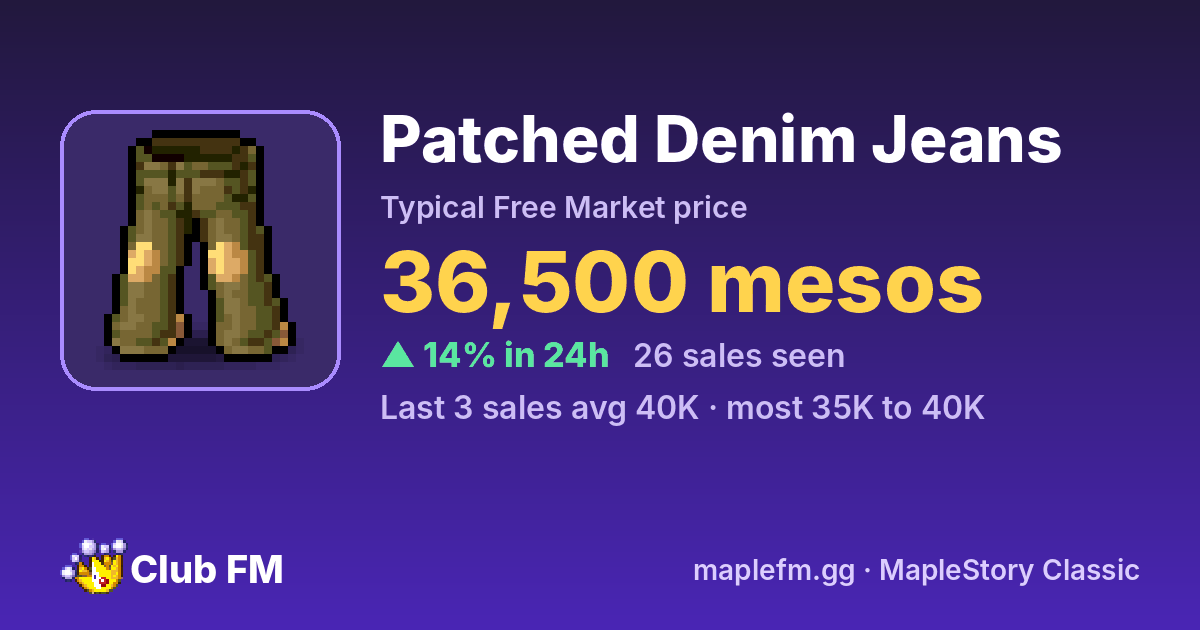 Patched Denim Jeans
Typical Free Market price
36,500 mesos
▲ 14% in 24h 26 sales seen
Last 3 sales avg 40K · most 35K to 40K
Club FM
maplefm.gg · MapleStory Classic